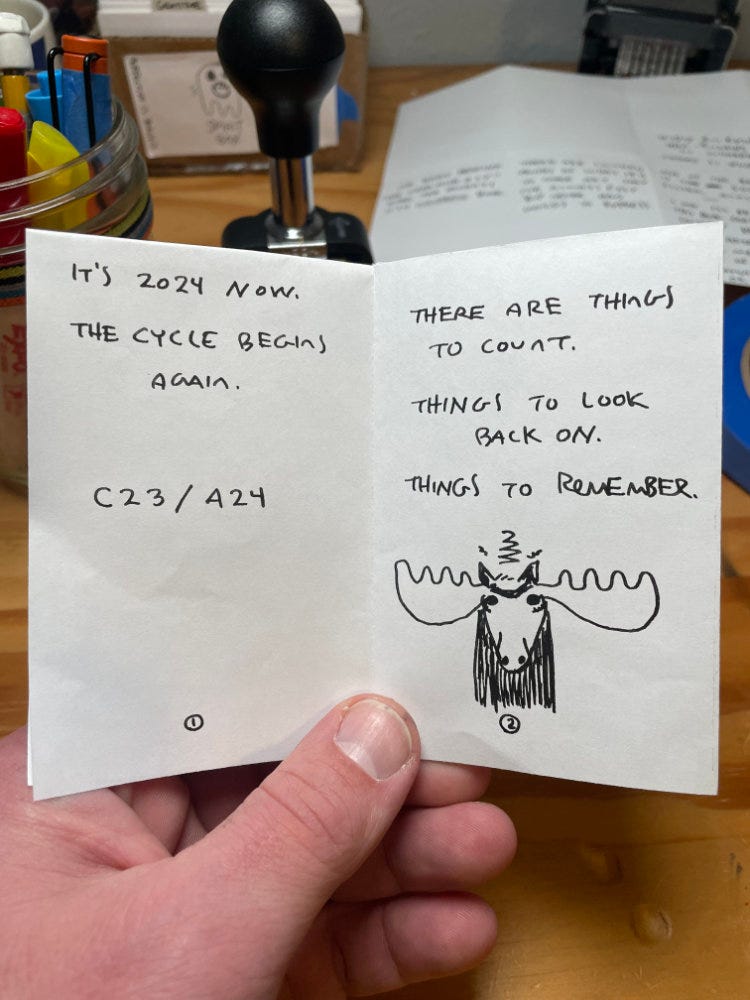 IT'S 2024 NOW.
THE CYCLE BEGINS
AGAIN.
C23/A24
①
THERE ARE THINGS
TO COUNT.
THINGS TO LOOK
BACK ON.
THINGS TO REMEMBER.
②